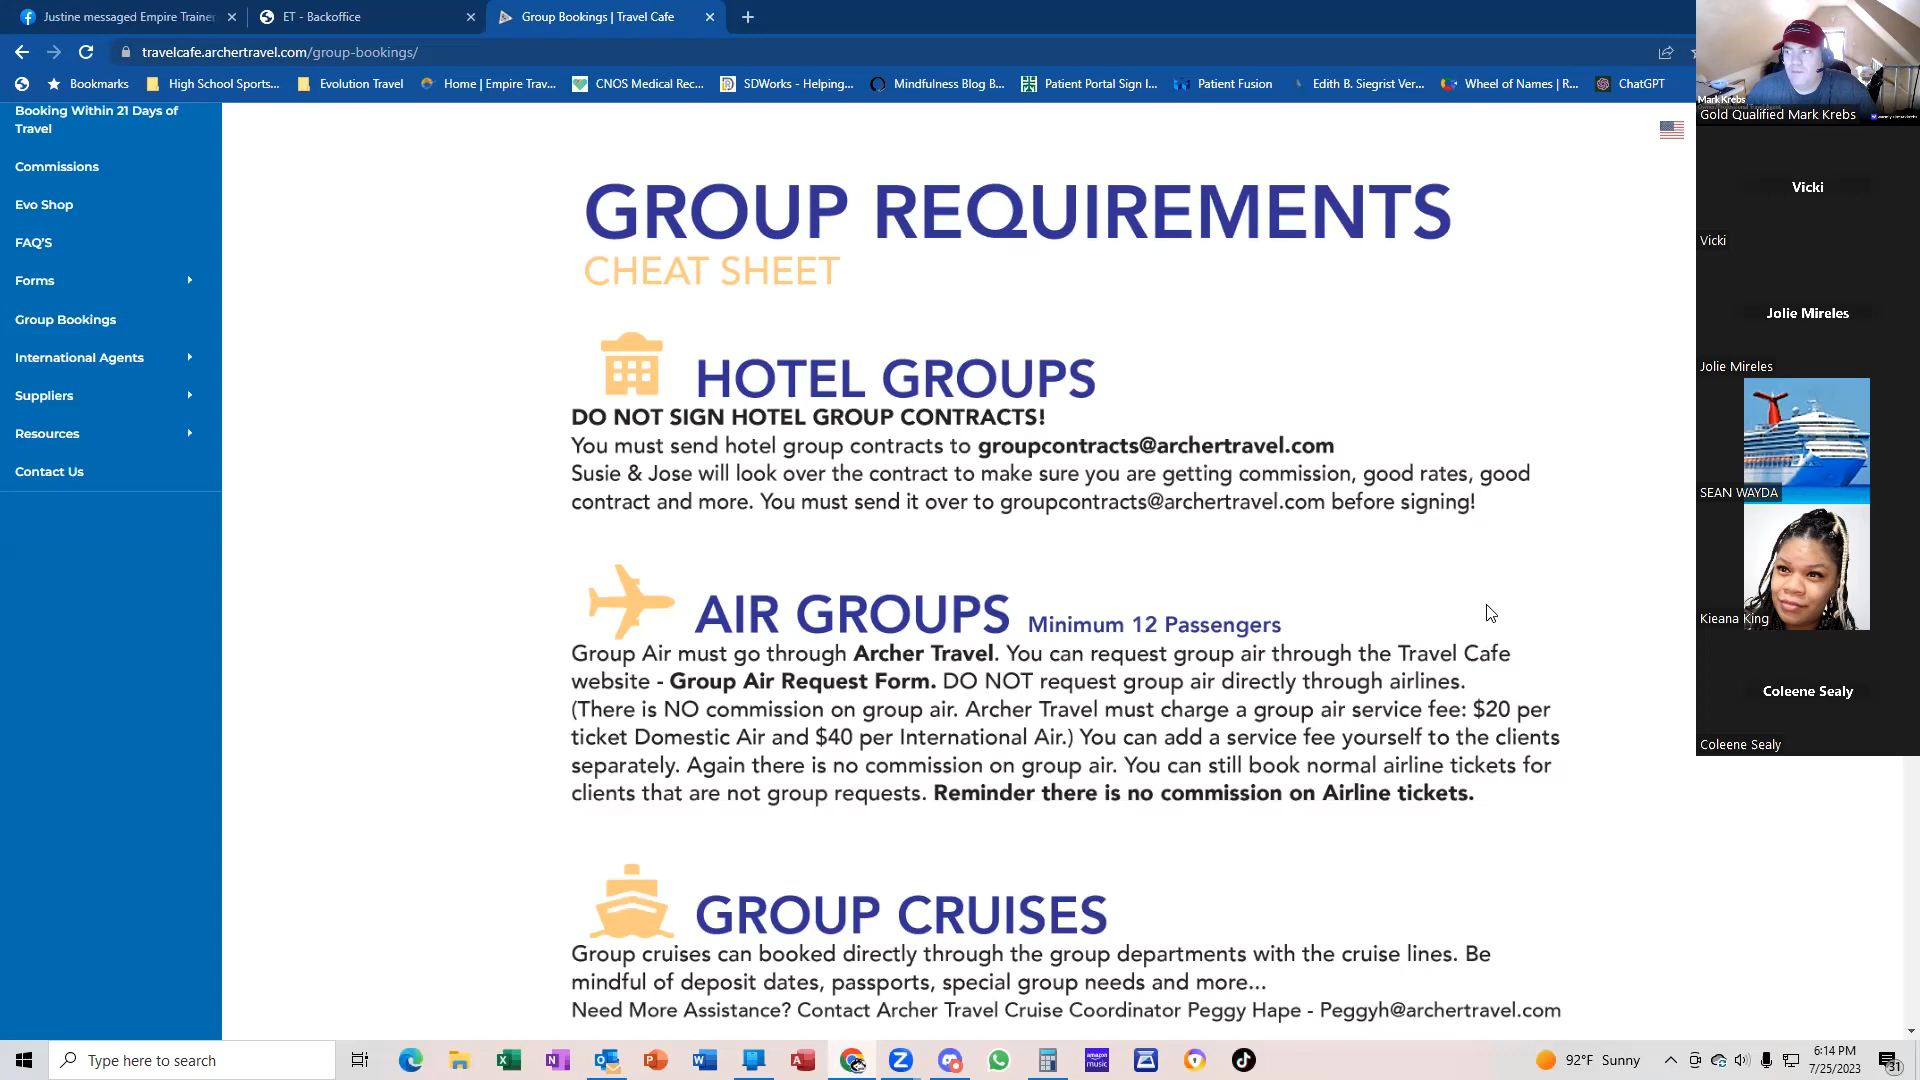 Justine messaged Empire Trainer
ET - Backoffice
Group Bookings | Travel Cafe
travelcafe.archertravel.com/group-bookings/
Bookmarks
High School Sports...
Evolution Travel
Home | Empire Trav...
CNOS Medical Rec...
SDWorks - Helping...
Mindfulness Blog B...
Patient Portal Sign I...
Patient Fusion
Edith B. Siegrist Ver...
Wheel of Names | R...
ChatGPT
Booking Within 21 Days of
Travel
Commissions
Evo Shop
FAQ'S
Forms
Group Bookings
International Agents
Suppliers
Resources
Contact Us
GROUP REQUIREMENTS
CHEAT SHEET
HOTEL GROUPS
DO NOT SIGN HOTEL GROUP CONTRACTS!
You must send hotel group contracts to groupcontracts@archertravel.com
Susie & Jose will look over the contract to make sure you are getting commission, good rates, good
contract and more. You must send it over to groupcontracts@archertravel.com before signing!
AIR GROUPS Minimum 12 Passengers
Group Air must go through Archer Travel. You can request group air through the Travel Cafe
website - Group Air Request Form. DO NOT request group air directly through airlines.
(There is NO commission on group air. Archer Travel must charge a group air service fee: $20 per
ticket Domestic Air and $40 per International Air.) You can add a service fee yourself to the clients
separately. Again there is no commission on group air. You can still book normal airline tickets for
clients that are not group requests. Reminder there is no commission on Airline tickets.
GROUP CRUISES
Group cruises can booked directly through the group departments with the cruise lines. Be
mindful of deposit dates, passports, special group needs and more...
Need More Assistance? Contact Archer Travel Cruise Coordinator Peggy Hape - Peggyh@archertravel.com
Mark Krebs
Gold Qualified Mark Krebs
Vicki
Vicki
Jolie Mireles
Jolie Mireles
SEAN WAYDA
Kieana King
Coleene Sealy
Coleene Sealy
Type here to search
92°F Sunny
6:14 PM
7/25/2023
31